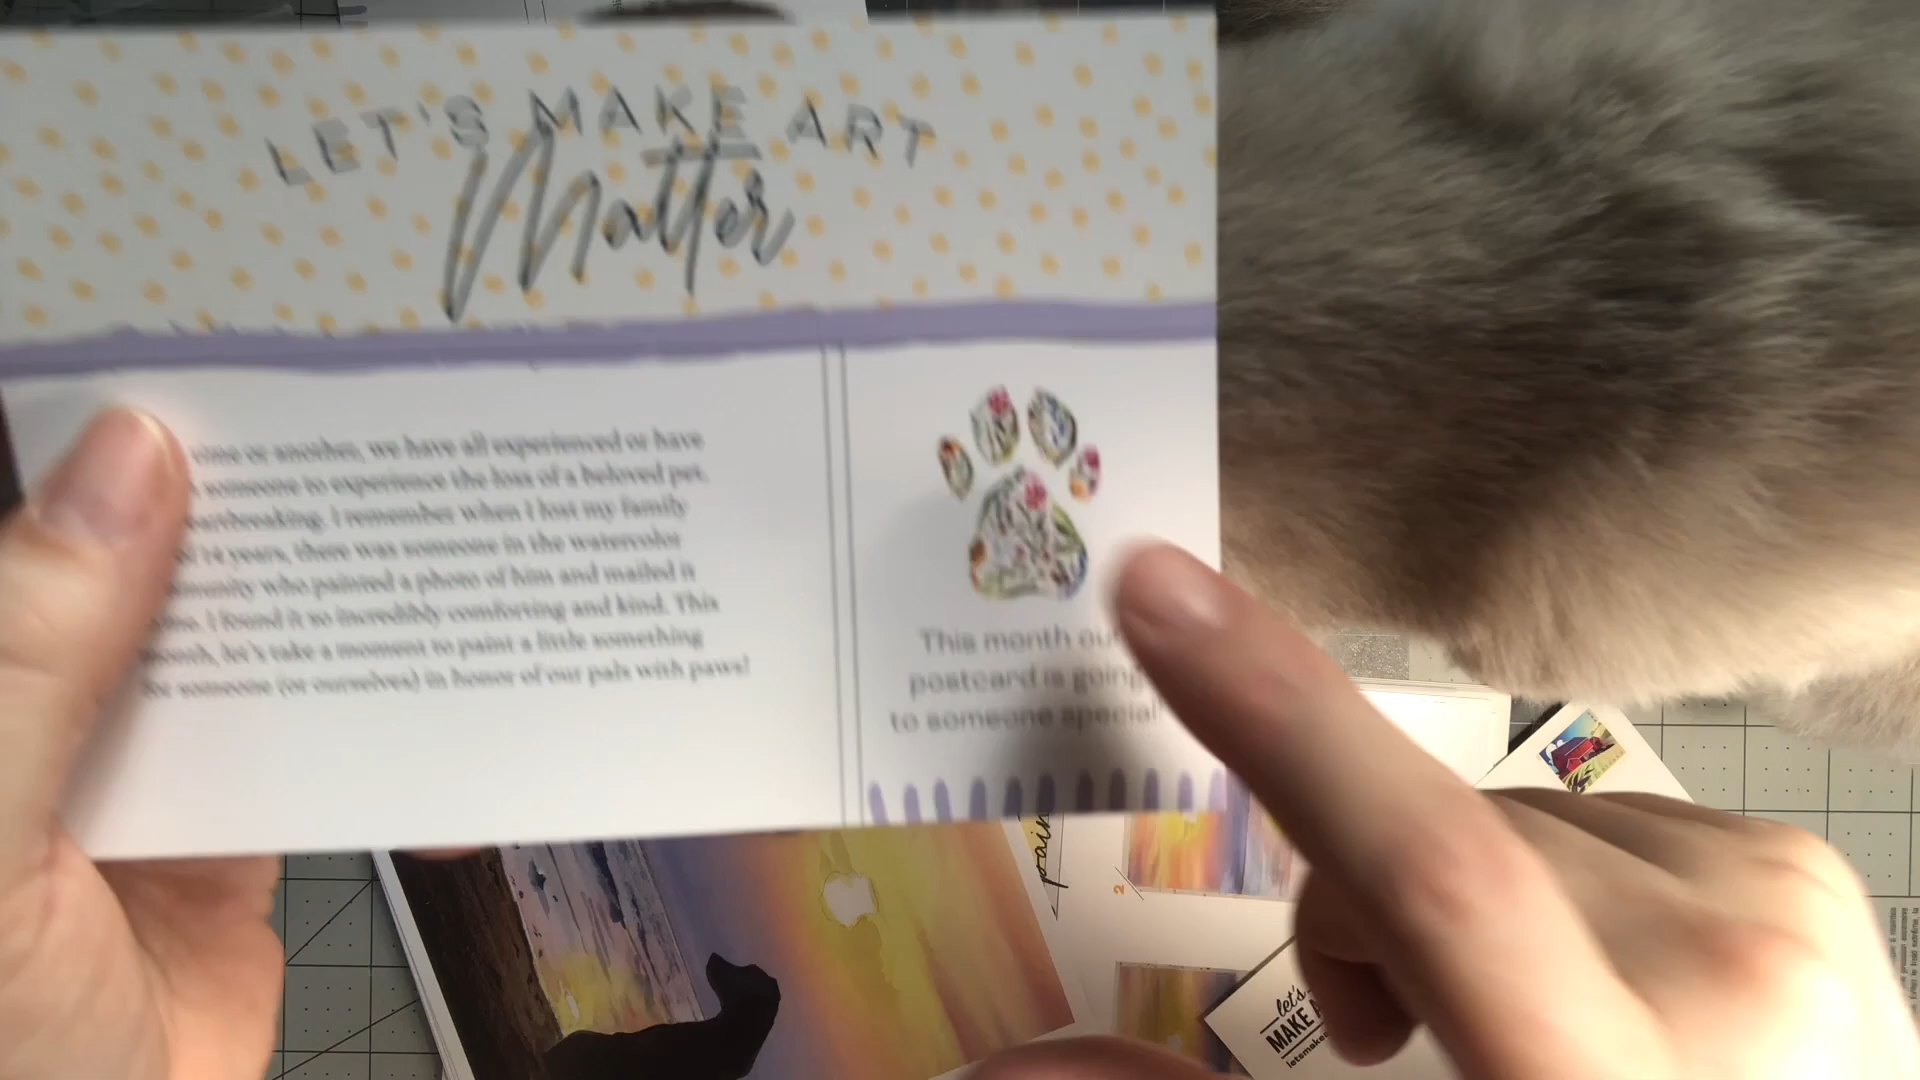 LET'S MAKE ART
Matter
time or another, we have all experienced or have
someone to experience the loss of a beloved pet.
heartbreaking. I remember when I lost my family
14 years, there was someone in the watercolor
community who painted a photo of him and mailed it
I found it so incredibly comforting and kind. This
month, let's take a moment to paint a little something
for someone (or ourselves) in honor of our pals with paws!
This month our
postcard is going
to someone special
2
let's
MAKE